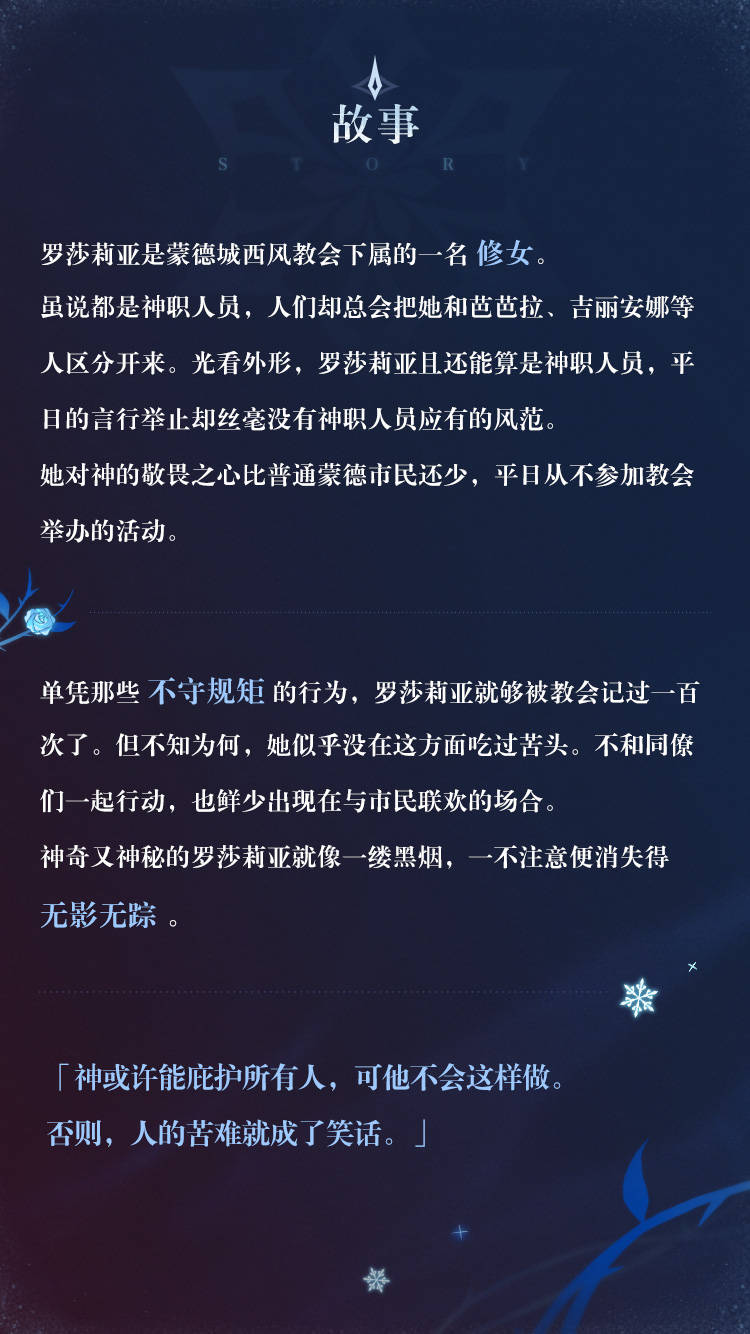 故事
STORY
罗莎莉亚是蒙德城西风教会下属的一名 修女 。
虽说都是神职人员，人们却总会把她和芭芭拉、吉丽安娜等
人区分开来。光看外形，罗莎莉亚且还能算是神职人员，平
日的言行举止却丝毫没有神职人员应有的风范。
她对神的敬畏之心比普通蒙德市民还少，平日从不参加教会
举办的活动。
单凭那些 不守规矩 的行为，罗莎莉亚就够被教会记过一百
次了。但不知为何，她似乎没在这方面吃过苦头。不和同僚
们一起行动，也鲜少出现在与市民联欢的场合。
神奇又神秘的罗莎莉亚就像一缕黑烟，一不注意便消失得
无影无踪 。
「神或许能庇护所有人，可他不会这样做。
否则，人的苦难就成了笑话。」